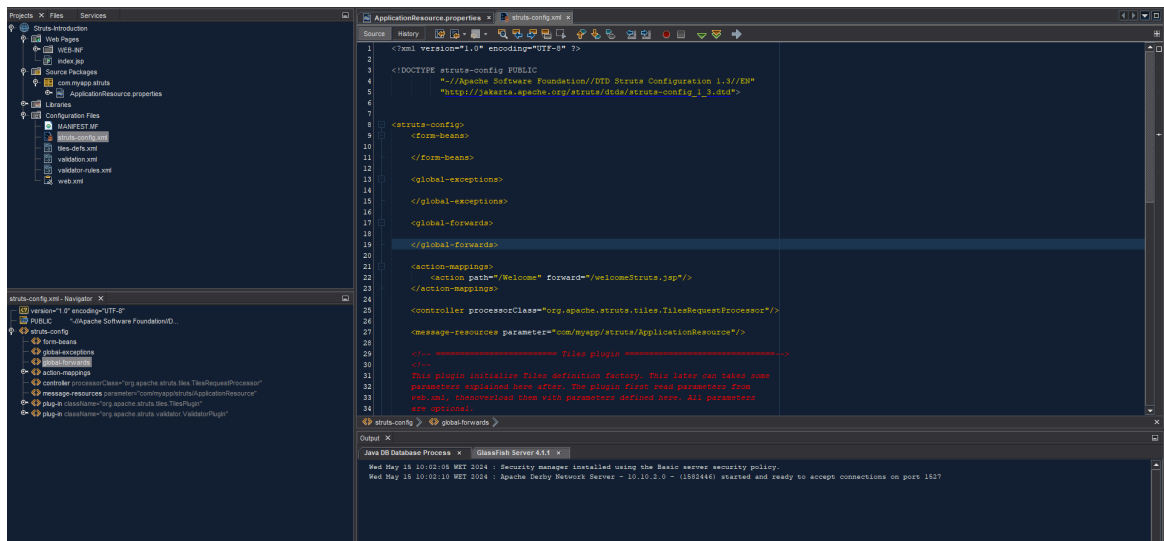 Projects × Files Services
Struts-Introduction
Web Pages
WEB-INF
index.jsp
Source Packages
com.myapp.struts
ApplicationResource.properties
Libraries
Configuration Files
MANIFEST.MF
struts-config.xml
tiles-defs.xml
validation.xml
validator-rules.xml
web.xml
struts-config.xml - Navigator ×
version="1.0" encoding="UTF-8"
PUBLIC "-//Apache Software Foundation//D...
struts-config
form-beans
global-exceptions
global-forwards
action-mappings
controller processorClass="org.apache.struts.tiles.TilesRequestProcessor"
message-resources parameter="com/myapp/struts/ApplicationResource"
plug-in className="org.apache.struts.tiles.TilesPlugin"
plug-in className="org.apache.struts.validator.ValidatorPlugIn"
ApplicationResource.properties × struts-config.xml ×
Source History
1 <?xml version="1.0" encoding="UTF-8" ?>
2
3 <!DOCTYPE struts-config PUBLIC
4 "-//Apache Software Foundation//DTD Struts Configuration 1.3//EN"
5 "http://jakarta.apache.org/struts/dtds/struts-config_1_3.dtd">
6
7
8 <struts-config>
9 <form-beans>
10
11 </form-beans>
12
13 <global-exceptions>
14
15 </global-exceptions>
16
17 <global-forwards>
18
19 </global-forwards>
20
21 <action-mappings>
22 <action path="/Welcome" forward="/welcomeStruts.jsp"/>
23 </action-mappings>
24
25 <controller processorClass="org.apache.struts.tiles.TilesRequestProcessor"/>
26
27 <message-resources parameter="com/myapp/struts/ApplicationResource"/>
28
29 <!-- ========================= Tiles plugin ===============================-->
30 <!--
31 This plugin initialize Tiles definition factory. This later can takes some
32 parameters explained here after. The plugin first read parameters from
33 web.xml, thenoverload them with parameters defined here. All parameters
34 are optional.
struts-config global-forwards
Output ×
Java DB Database Process × GlassFish Server 4.1.1 ×
Wed May 15 10:02:05 WET 2024 : Security manager installed using the Basic server security policy.
Wed May 15 10:02:10 WET 2024 : Apache Derby Network Server - 10.10.2.0 - (1582446) started and ready to accept connections on port 1527